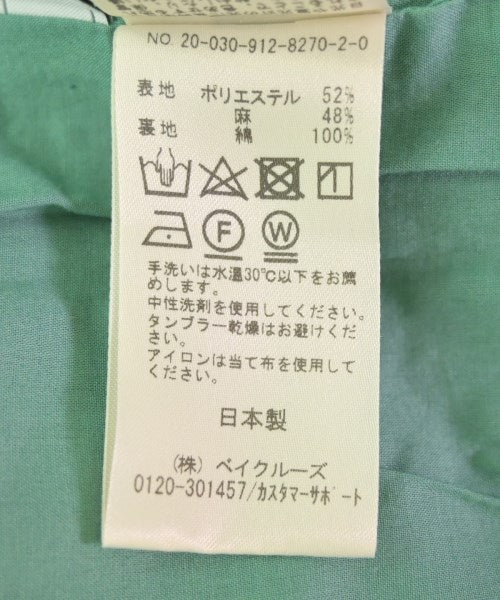 NO. 20-030-912-8270-2-0
表地 ポリエステル 52%
麻 48%
裏地 綿 100%
F W
手洗いは水温30℃以下をお薦
めします。
中性洗剤を使用してください。
タンブラー乾燥はお避けくだ
さい。
アイロンは当て布を使用して
ください。
日本製
(株) ベイクルーズ
0120-301457/カスタマーサポート